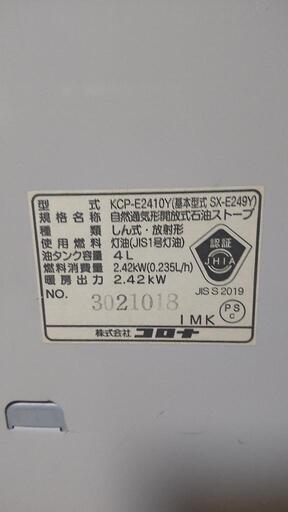 型式 KCP-E2410Y(基本型式 SX-E249Y)
規格名称 自然通気形開放式石油ストーブ
種類 しん式・放射形
使用燃料 灯油(JIS1号灯油)
油タンク容量 4L
燃料消費量 2.42kW(0.235L/h)
暖房出力 2.42kW
認証
JHIA
JIS S 2019
NO. 3021018
1MK
PS
C
株式会社 コロナ